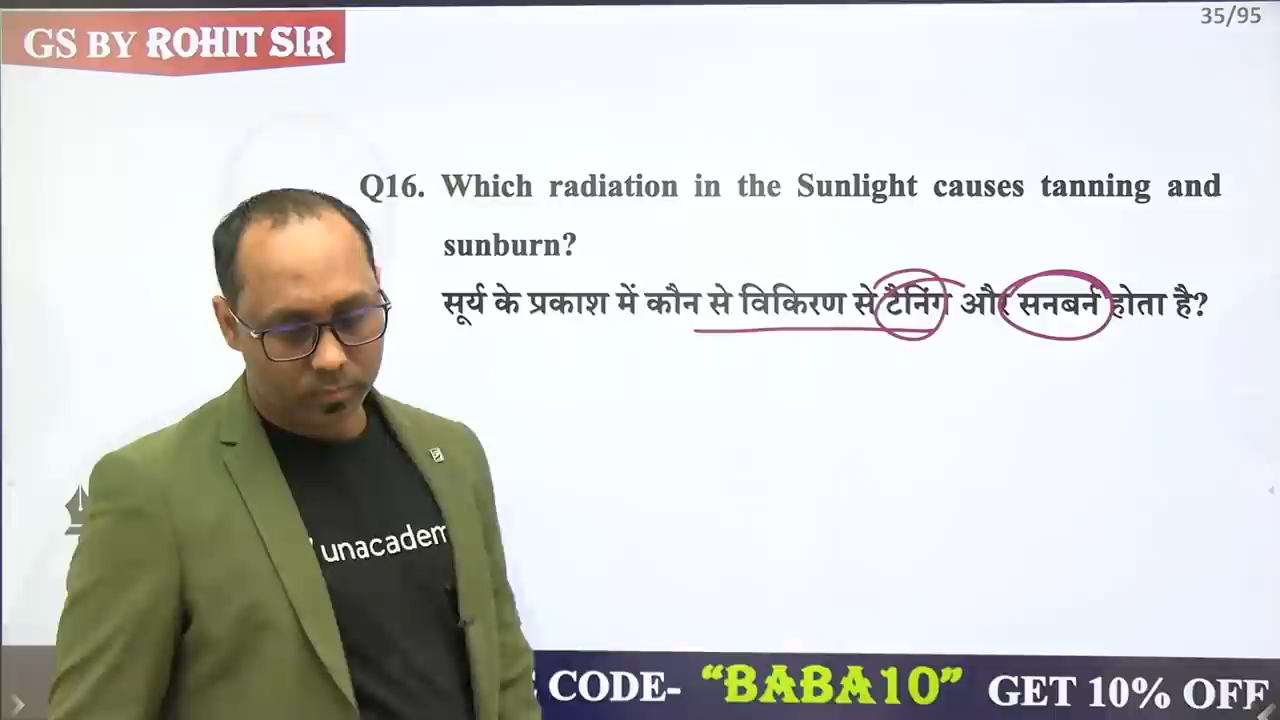 GS BY ROHIT SIR
35/95
Q16. Which radiation in the Sunlight causes tanning and
sunburn?
सूर्य के प्रकाश में कौन से विकिरण से टैनिंग और सनबर्न होता है?
unacadem
CODE- “BABA10” GET 10% OFF